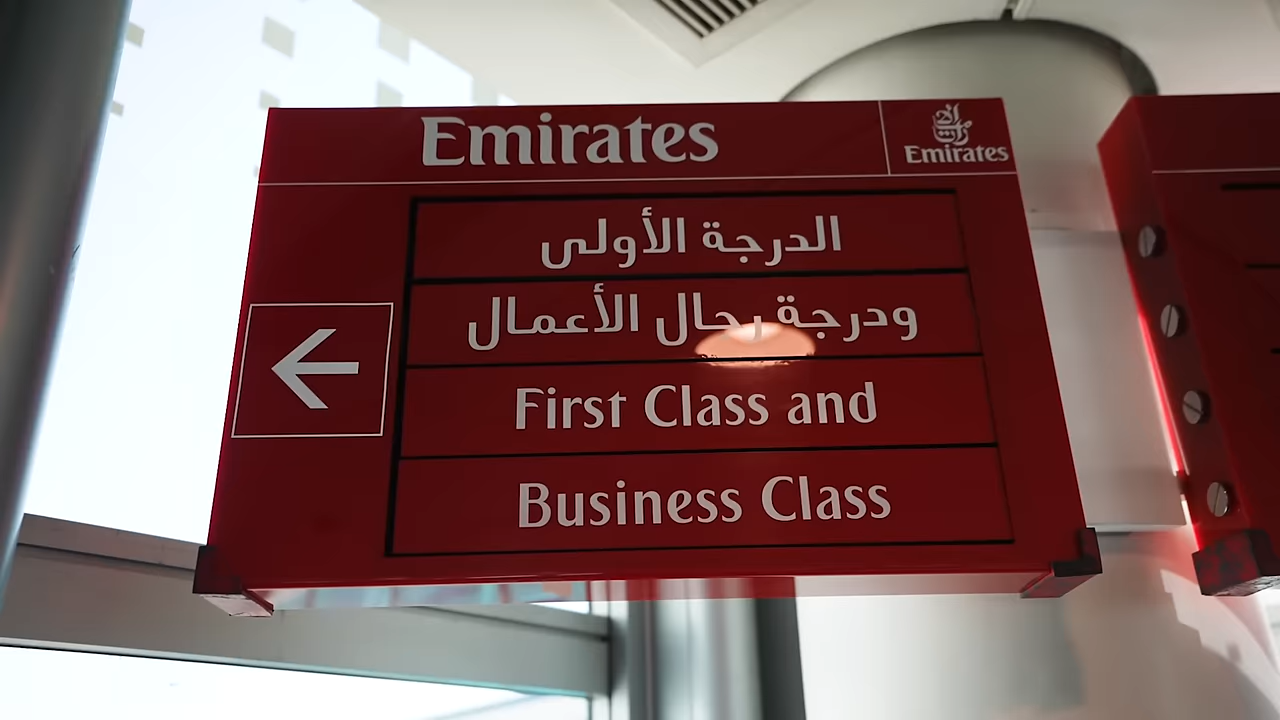 Emirates
Emirates
الدرجة الأولى
ودرجة رجال الأعمال
First Class and
Business Class